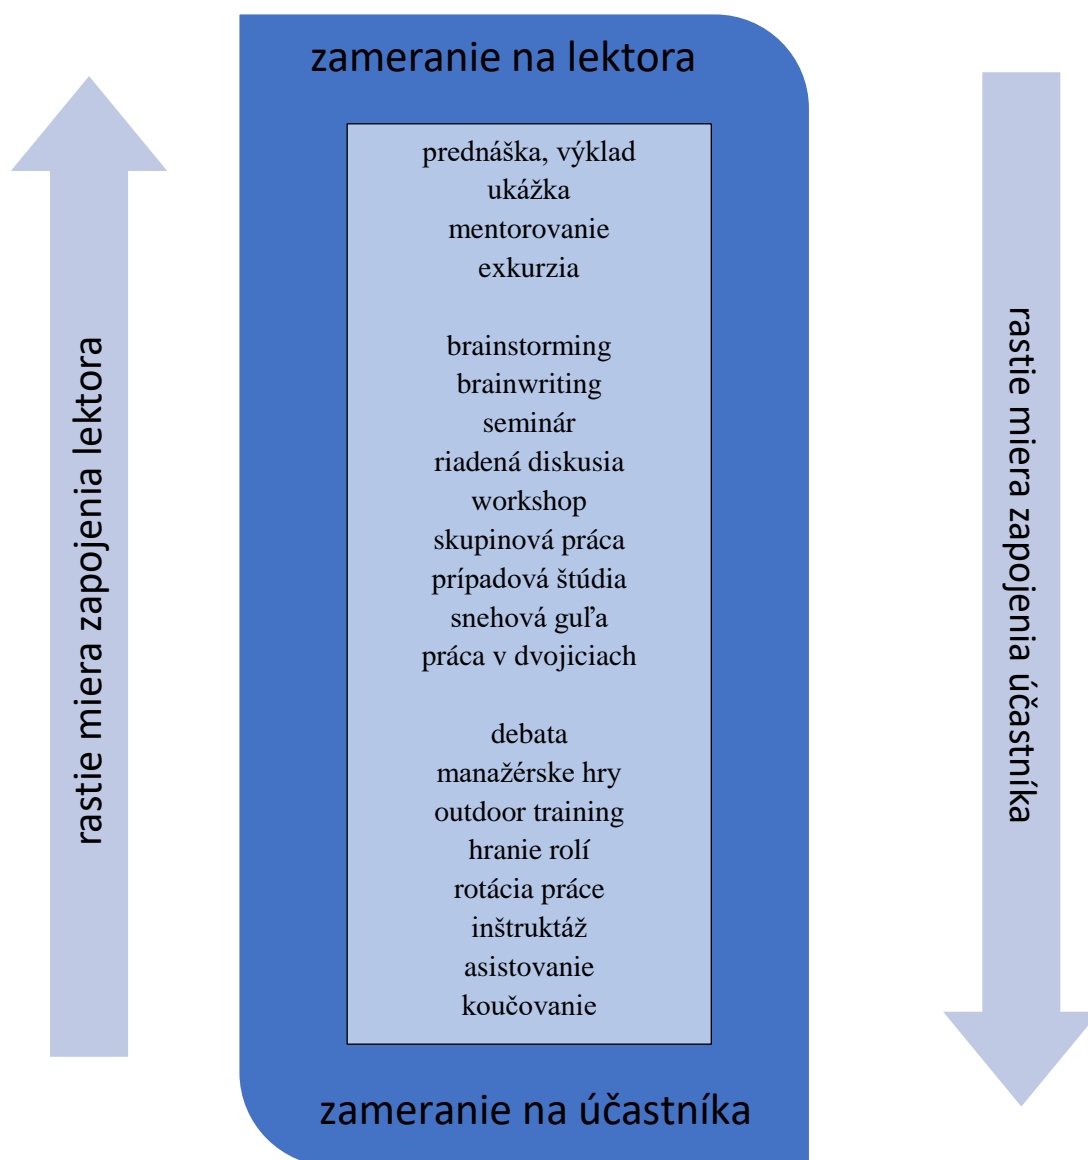 zameranie na lektora
prednáška, výklad
ukážka
mentorovanie
exkurzia
brainstorming
brainwriting
seminár
riadená diskusia
workshop
skupinová práca
prípadová štúdia
snehová guľa
práca v dvojiciach
debata
manažérske hry
outdoor training
hranie rolí
rotácia práce
inštruktáž
asistovanie
koučovanie
zameranie na účastníka
rastie miera zapojenia lektora
rastie miera zapojenia účastníka